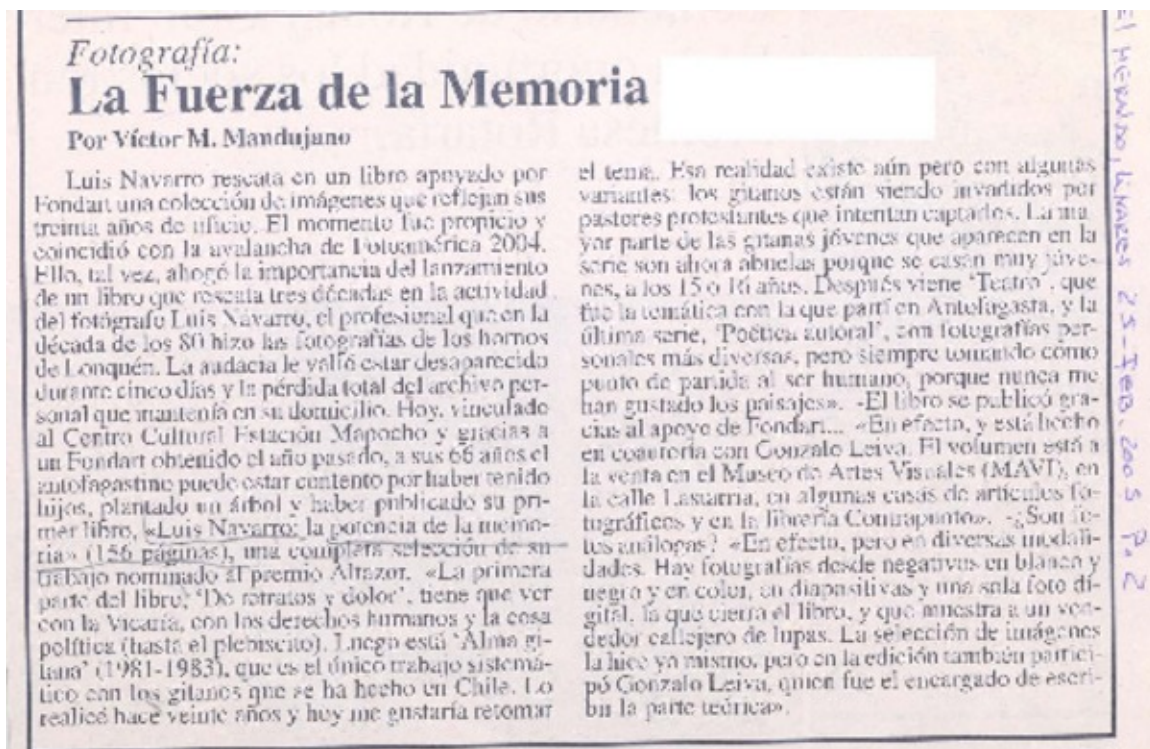 Fotografía:
La Fuerza de la Memoria
Por Víctor M. Mandujano
Luis Navarro rescata en un libro apoyado por
Fondart una colección de imágenes que reflejan sus
treinta años de oficio. El momento fue propicio y
coincidió con la avalancha de Fotoamérica 2004.
Ello, tal vez, ahogó la importancia del lanzamiento
de un libro que rescata tres décadas en la actividad
del fotógrafo Luis Navarro, el profesional que en la
década de los 80 hizo las fotografías de los hornos
de Lonquén. La audacia le valió estar desaparecido
durante cinco días y la pérdida total del archivo per-
sonal que mantenía en su domicilio. Hoy, vinculado
al Centro Cultural Estación Mapocho y gracias a
un Fondart obtenido el año pasado, a sus 66 años el
antofagastino puede estar contento por haber tenido
hijos, plantado un árbol y haber publicado su pri-
mer libro, «Luis Navarro: la potencia de la memo-
ria» (156 páginas), una completa selección de su
trabajo nominado al premio Altazor. «La primera
parte del libro, 'De retratos y dolor', tiene que ver
con la Vicaría, con los derechos humanos y la cosa
política (hasta el plebiscito). Luego está 'Alma gi-
tana' (1981-1983), que es el único trabajo sistemá-
tico con los gitanos que se ha hecho en Chile. Lo
realicé hace veinte años y hoy me gustaría retomar
el tema. Esa realidad existe aún pero con algunas
variantes: los gitanos están siendo invadidos por
pastores protestantes que intentan captarlos. La ma-
yor parte de las gitanas jóvenes que aparecen en la
serie son ahora abuelas porque se casan muy jóve-
nes, a los 15 o 16 años. Después viene 'Teatro', que
fue la temática con la que partí en Antofagasta, y la
última serie, 'Poética autoral', con fotografías per-
sonales más diversas, pero siempre tomando como
punto de partida al ser humano, porque nunca me
han gustado los paisajes». -El libro se publicó gra-
cias al apoyo de Fondart... «En efecto, y está hecho
en coautoría con Gonzalo Leiva. El volumen está a
la venta en el Museo de Artes Visuales (MAVI), en
la calle Lastarria, en algunas casas de artículos fo-
tográficos y en la librería Contrapunto». -¿Son fo-
tos análogas? «En efecto, pero en diversas modali-
dades. Hay fotografías desde negativos en blanco y
negro y en color, en diapositivas y una sola foto di-
gital, la que cierra el libro, y que muestra a un ven-
dedor callejero de lupas. La selección de imágenes
la hice yo mismo, pero en la edición también partici-
pó Gonzalo Leiva, quien fue el encargado de escri-
bir la parte teórica».
El HERALDO, LINARES 25-FEB. 2005 P. 2